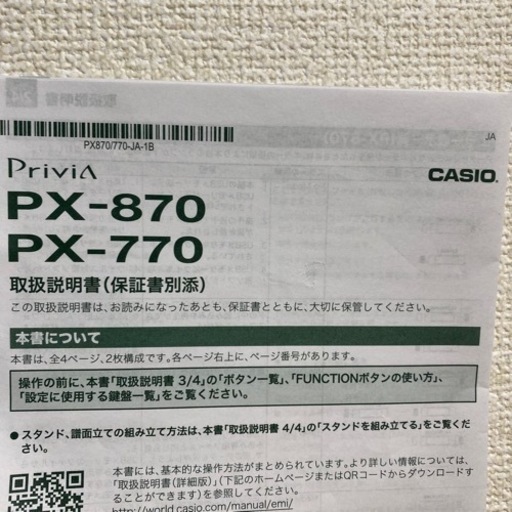 取扱説明書 2/4
PX870/770-JA-1B
JA
Privia
CASIO
PX-870
PX-770
取扱説明書(保証書別添)
この取扱説明書は、お読みになったあとも、保証書とともに、大切に保管してください。
本書について
本書は、全4ページ、2枚構成です。各ページ右上に、ページ番号があります。
操作の前に、本書「取扱説明書 3/4」の「ボタン一覧」、「FUNCTIONボタンの使い方」、
「設定に使用する鍵盤一覧」をご覧ください。
● スタンド、譜面立ての組み立て方法は、本書「取扱説明書 4/4」の「スタンドを組み立てる」をご覧くだ
さい。
本書には、基本的な操作方法がまとめられています。より詳しい情報については、
「取扱説明書(詳細版)」(下記のホームページまたはQRコードからダウンロードす
ることができます)を参照してください。
http://world.casio.com/manual/emi/